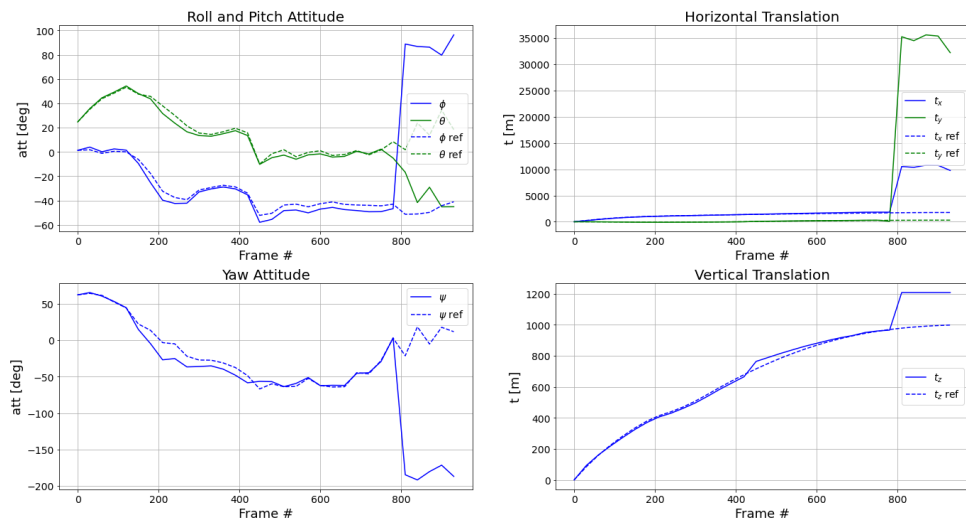 Roll and Pitch Attitude
att [deg]
100
80
60
40
20
0
−20
−40
−60
0
200
400
600
800
Frame #
ϕ
θ
ϕ ref
θ ref
Horizontal Translation
t [m]
35000
30000
25000
20000
15000
10000
5000
0
0
200
400
600
800
Frame #
tₓ
t_y
tₓ ref
t_y ref
Yaw Attitude
att [deg]
50
0
−50
−100
−150
−200
0
200
400
600
800
Frame #
ψ
ψ ref
Vertical Translation
t [m]
1200
1000
800
600
400
200
0
0
200
400
600
800
Frame #
t_z
t_z ref